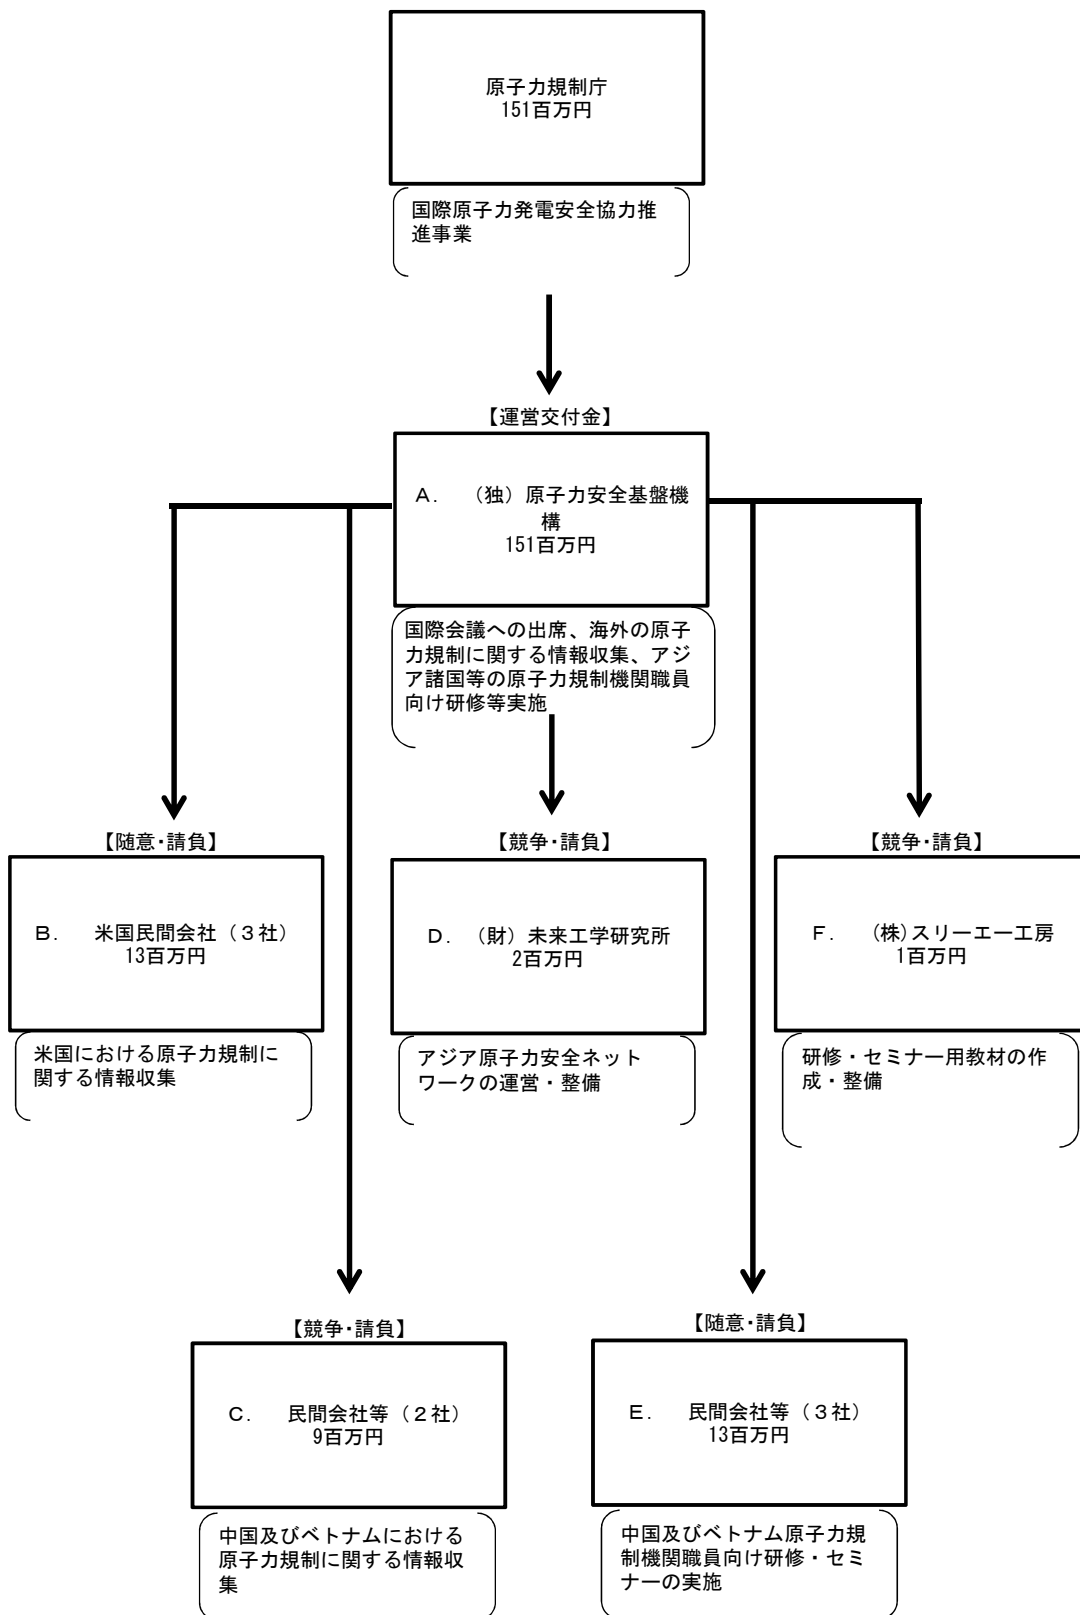 原子力規制庁
151百万円
国際原子力発電安全協力推
進事業
【運営交付金】
A. (独)原子力安全基盤機
構
151百万円
国際会議への出席、海外の原子
力規制に関する情報収集、アジ
ア諸国等の原子力規制機関職員
向け研修等実施
【随意・請負】
B. 米国民間会社(3社)
13百万円
米国における原子力規制に
関する情報収集
【競争・請負】
D. (財)未来工学研究所
2百万円
アジア原子力安全ネット
ワークの運営・整備
【競争・請負】
F. (株)スリーエー工房
1百万円
研修・セミナー用教材の作
成・整備
【競争・請負】
C. 民間会社等(2社)
9百万円
中国及びベトナムにおける
原子力規制に関する情報収
集
【随意・請負】
E. 民間会社等(3社)
13百万円
中国及びベトナム原子力規
制機関職員向け研修・セミ
ナーの実施